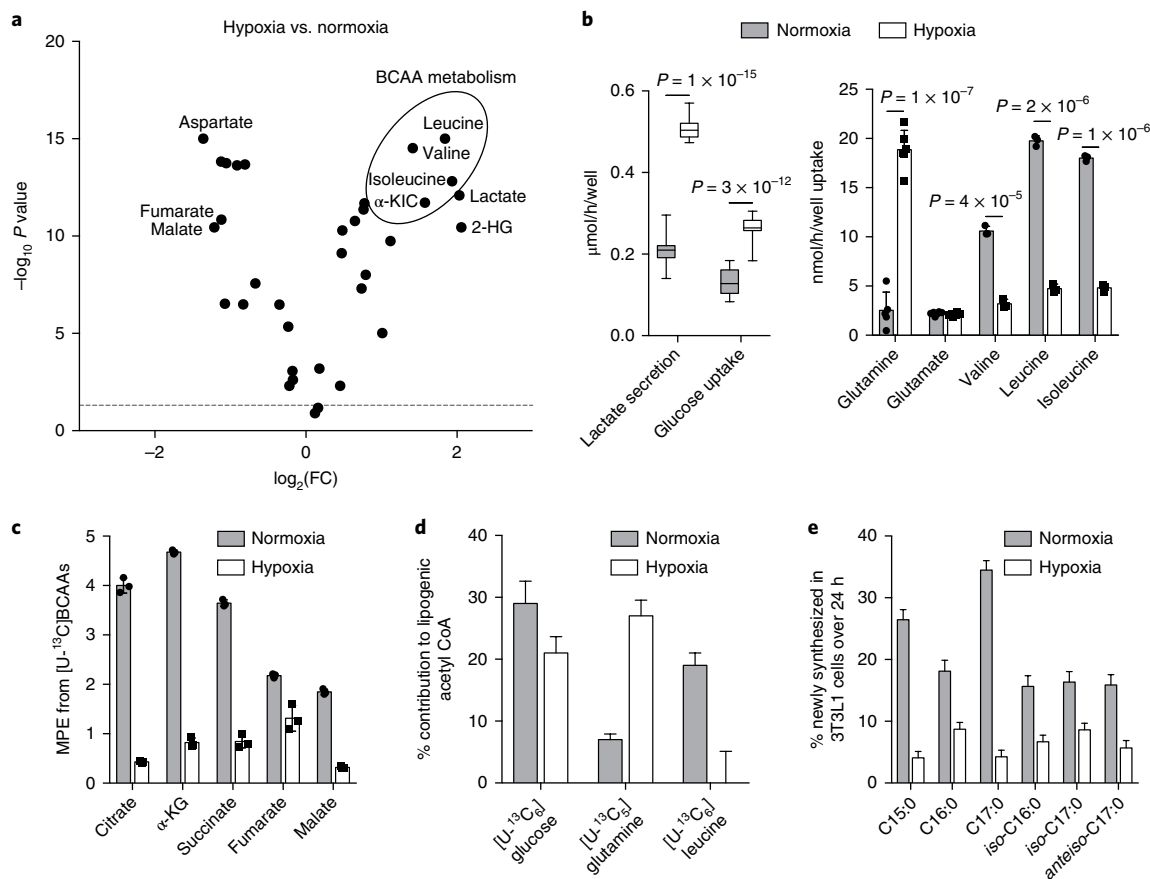 a
Hypoxia vs. normoxia
20
15
10
5
0
–log10 P value
−2
0
2
log2(FC)
BCAA metabolism
Aspartate
Leucine
Valine
Isoleucine
α-KIC
Lactate
2-HG
Fumarate
Malate
b
Normoxia
Hypoxia
P = 1 × 10−15
P = 3 × 10−12
0.6
0.4
0.2
0.0
μmol/h/well
Lactate secretion
Glucose uptake
P = 1 × 10−7
P = 2 × 10−6
P = 1 × 10−6
P = 4 × 10−5
25
20
15
10
5
0
nmol/h/well uptake
Glutamine
Glutamate
Valine
Leucine
Isoleucine
c
Normoxia
Hypoxia
5
4
3
2
1
0
MPE from [U-13C]BCAAs
Citrate
α-KG
Succinate
Fumarate
Malate
d
Normoxia
Hypoxia
40
30
20
10
0
% contribution to lipogenic
acetyl CoA
[U-13C6]
glucose
[U-13C5]
glutamine
[U-13C6]
leucine
e
Normoxia
Hypoxia
40
30
20
10
0
% newly synthesized in
3T3L1 cells over 24 h
C15:0
C16:0
C17:0
iso-C16:0
iso-C17:0
anteiso-C17:0